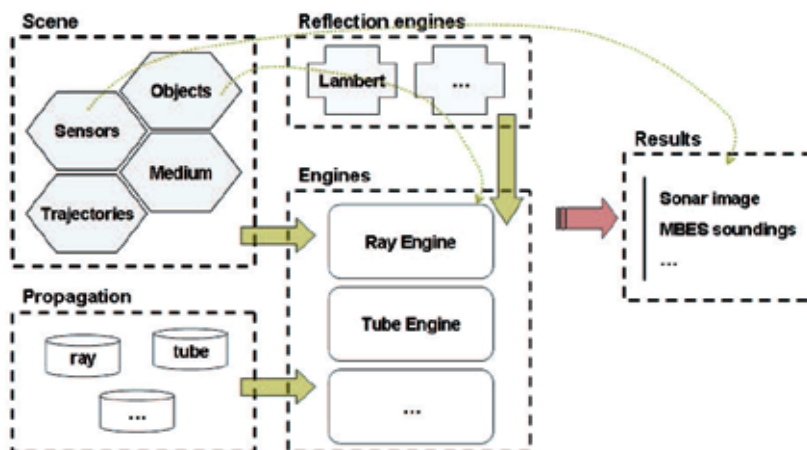 Scene
Objects
Sensors
Medium
Trajectories
Propagation
ray
tube
...
Reflection engines
Lambert
...
Engines
Ray Engine
Tube Engine
...
Results
Sonar image
MBES soundings
...